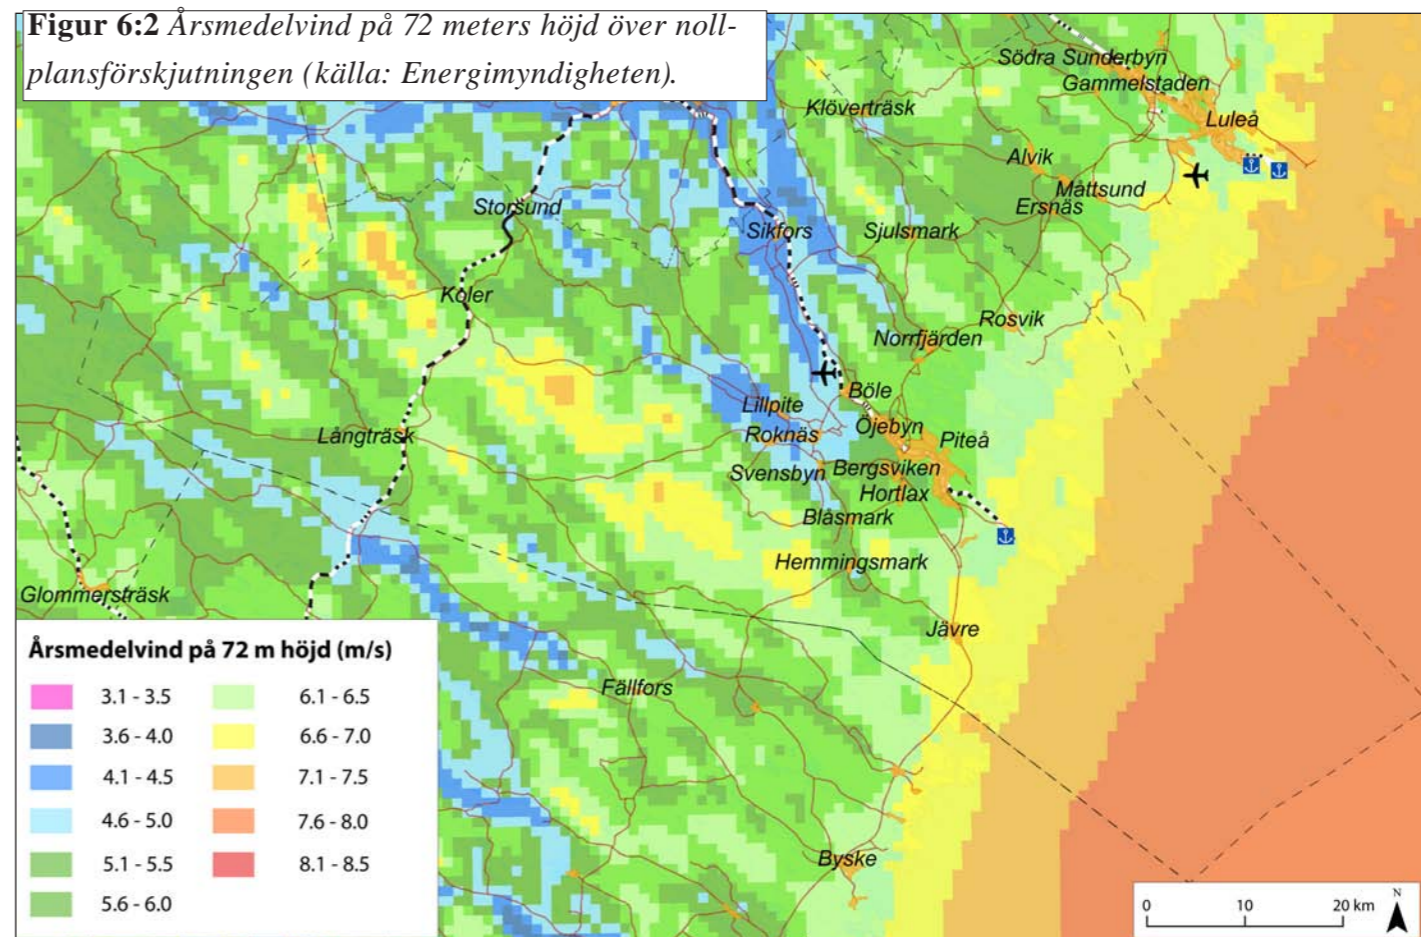 Figur 6:2 Årsmedelvind på 72 meters höjd över noll-
plansförskjutningen (källa: Energimyndigheten).
Södra Sunderbyn
Gammelstaden
Klöverträsk
Luleå
Alvik
Måttsund
Storsund
Ersnäs
Sikfors
Sjulsmark
Koler
Rosvik
Norrfjärden
Böle
Lillpite
Öjebyn
Långträsk
Roknäs
Piteå
Svensbyn
Bergsviken
Hortlax
Blåsmark
Hemmingsmark
Glommersträsk
Jävre
Fällfors
Byske
Årsmedelvind på 72 m höjd (m/s)
3.1 - 3.5
3.6 - 4.0
4.1 - 4.5
4.6 - 5.0
5.1 - 5.5
5.6 - 6.0
6.1 - 6.5
6.6 - 7.0
7.1 - 7.5
7.6 - 8.0
8.1 - 8.5
0 10 20 km
N